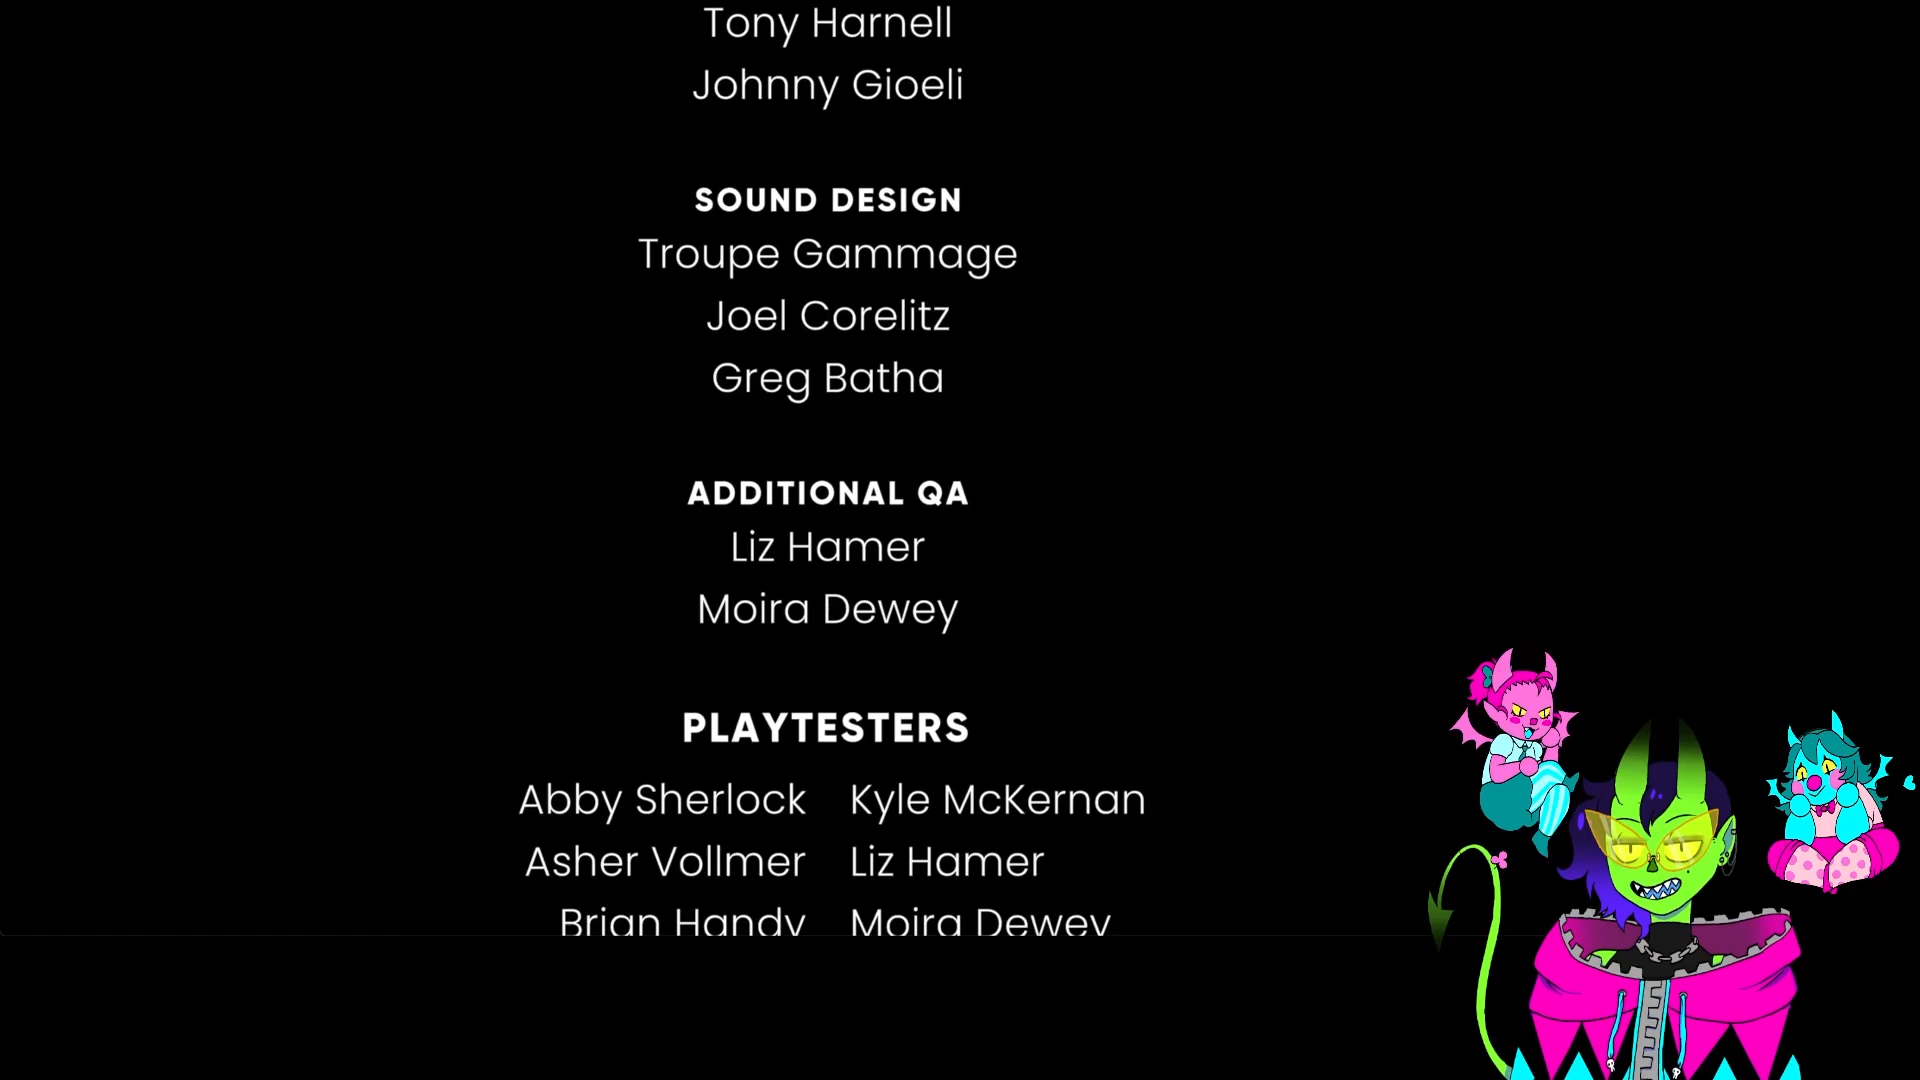 Tony Harnell
Johnny Gioeli
SOUND DESIGN
Troupe Gammage
Joel Corelitz
Greg Batha
ADDITIONAL QA
Liz Hamer
Moira Dewey
PLAYTESTERS
Abby Sherlock Kyle McKernan
Asher Vollmer Liz Hamer
Brian Handy Moira Dewey